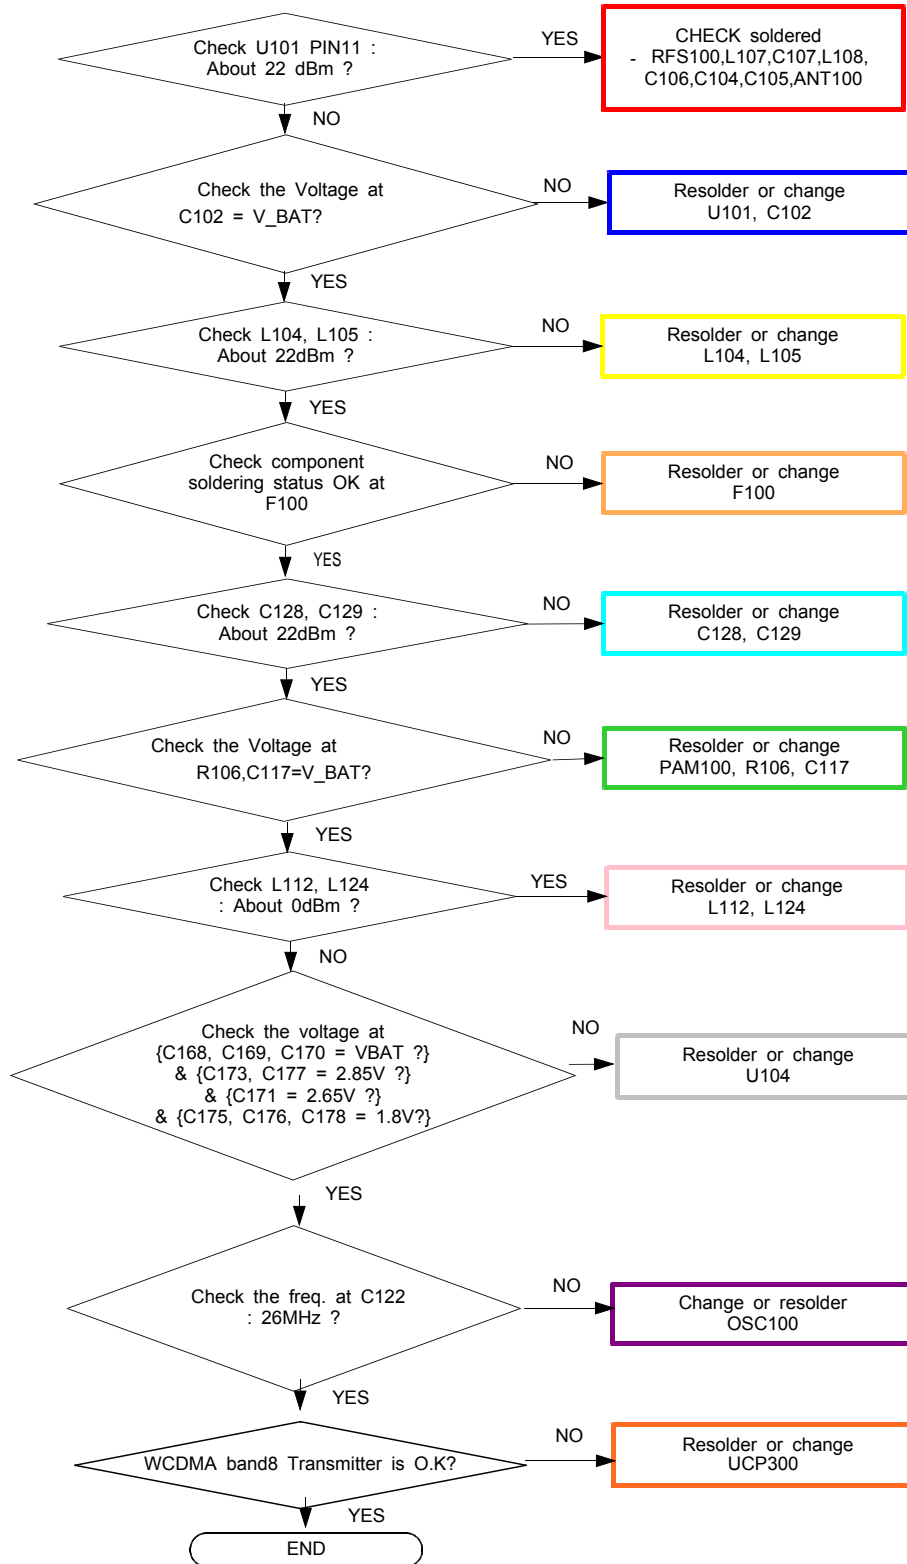 Check U101 PIN11 :
About 22 dBm ?
YES
CHECK soldered
- RFS100,L107,C107,L108,
C106,C104,C105,ANT100
NO
Check the Voltage at
C102 = V_BAT?
NO
Resolder or change
U101, C102
YES
Check L104, L105 :
About 22dBm ?
NO
Resolder or change
L104, L105
YES
Check component
soldering status OK at
F100
NO
Resolder or change
F100
YES
Check C128, C129 :
About 22dBm ?
NO
Resolder or change
C128, C129
YES
Check the Voltage at
R106,C117=V_BAT?
NO
Resolder or change
PAM100, R106, C117
YES
Check L112, L124
: About 0dBm ?
YES
Resolder or change
L112, L124
NO
Check the voltage at
{C168, C169, C170 = VBAT ?}
& {C173, C177 = 2.85V ?}
& {C171 = 2.65V ?}
& {C175, C176, C178 = 1.8V?}
NO
Resolder or change
U104
YES
Check the freq. at C122
: 26MHz ?
NO
Change or resolder
OSC100
YES
WCDMA band8 Transmitter is O.K?
NO
Resolder or change
UCP300
YES
END